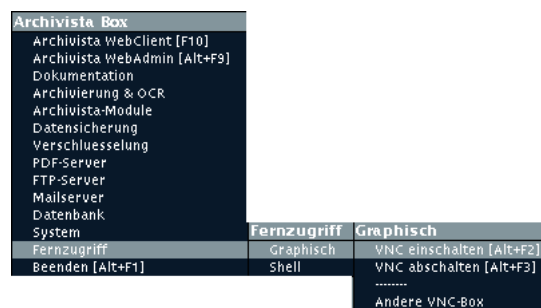 Archivista Box
Archivista WebClient [F10]
Archivista WebAdmin [Alt+F9]
Dokumentation
Archivierung & OCR
Archivista-Module
Datensicherung
Verschluesselung
PDF-Server
FTP-Server
Mailserver
Datenbank
System
Fernzugriff
Beenden [Alt+F1]
Fernzugriff
Graphisch
Shell
Graphisch
VNC einschalten [Alt+F2]
VNC abschalten [Alt+F3]
--------
Andere VNC-Box